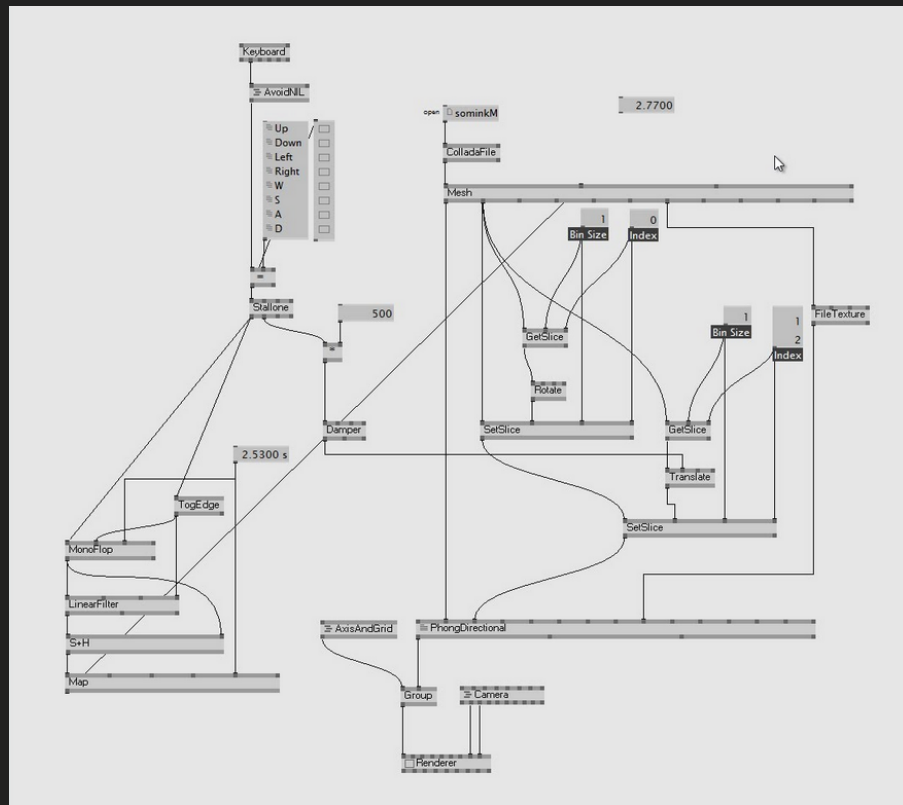 Keyboard
AvoidNIL
Up
Down
Left
Right
W
S
A
D
=
Stallone
500
*
Damper
2.5300 s
TogEdge
MonoFlop
LinearFilter
S+H
Map
open
sominkM
2.7700
ColladaFile
Mesh
1
Bin Size
0
Index
GetSlice
Rotate
SetSlice
1
Bin Size
1
2
Index
FileTexture
GetSlice
Translate
SetSlice
AxisAndGrid
PhongDirectional
Group
Camera
Renderer